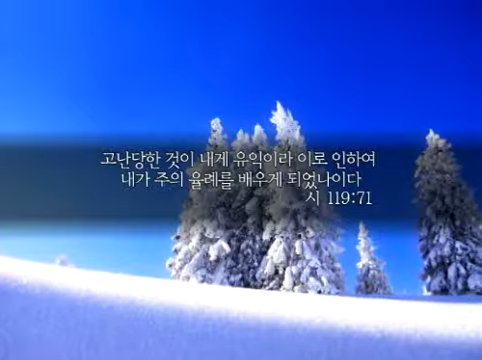 고난당한 것이 내게 유익이라 이로 인하여
내가 주의 율례를 배우게 되었나이다
시 119:71